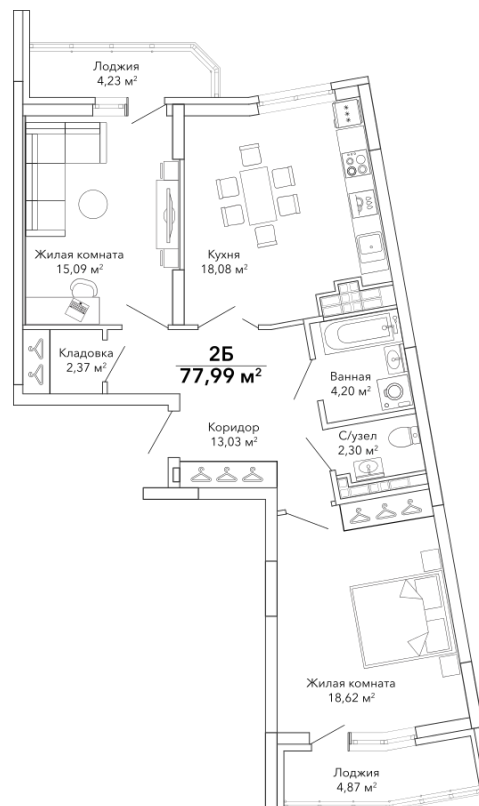 Лоджия
4,23 м²
Жилая комната
15,09 м²
Кухня
18,08 м²
Кладовка
2,37 м²
2Б
77,99 м²
Ванная
4,20 м²
Коридор
13,03 м²
С/узел
2,30 м²
Жилая комната
18,62 м²
Лоджия
4,87 м²